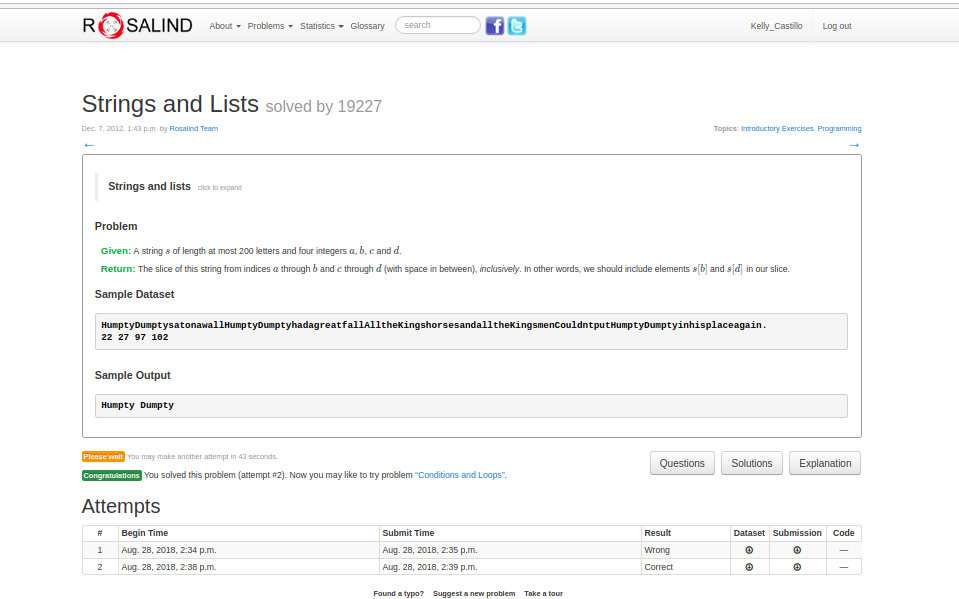 ROSALIND About Problems Statistics Glossary search Kelly_Castillo Log out
Strings and Lists solved by 19227
Dec. 7, 2012, 1:43 p.m. by Rosalind Team Topics: Introductory Exercises, Programming
← →
Strings and lists click to expand
Problem
Given: A string s of length at most 200 letters and four integers a, b, c and d.
Return: The slice of this string from indices a through b and c through d (with space in between), inclusively. In other words, we should include elements s[b] and s[d] in our slice.
Sample Dataset
HumptyDumptysatonawallHumptyDumptyhadagreatfallAlltheKingshorsesandalltheKingsmenCouldntputHumptyDumptyinhisplaceagain.
22 27 97 102
Sample Output
Humpty Dumpty
Please wait You may make another attempt in 43 seconds.
Congratulations You solved this problem (attempt #2). Now you may like to try problem “Conditions and Loops”.
Questions Solutions Explanation
Attempts
# Begin Time Submit Time Result Dataset Submission Code
1 Aug. 28, 2018, 2:34 p.m. Aug. 28, 2018, 2:35 p.m. Wrong —
2 Aug. 28, 2018, 2:38 p.m. Aug. 28, 2018, 2:39 p.m. Correct —
Found a typo? Suggest a new problem Take a tour